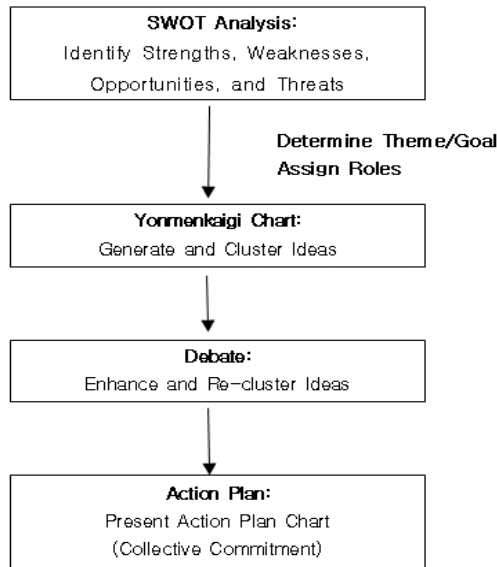 SWOT Analysis:
Identify Strengths, Weaknesses,
Opportunities, and Threats
Determine Theme/Goal
Assign Roles
Yonmenkaigi Chart:
Generate and Cluster Ideas
Debate:
Enhance and Re-cluster Ideas
Action Plan:
Present Action Plan Chart
(Collective Commitment)